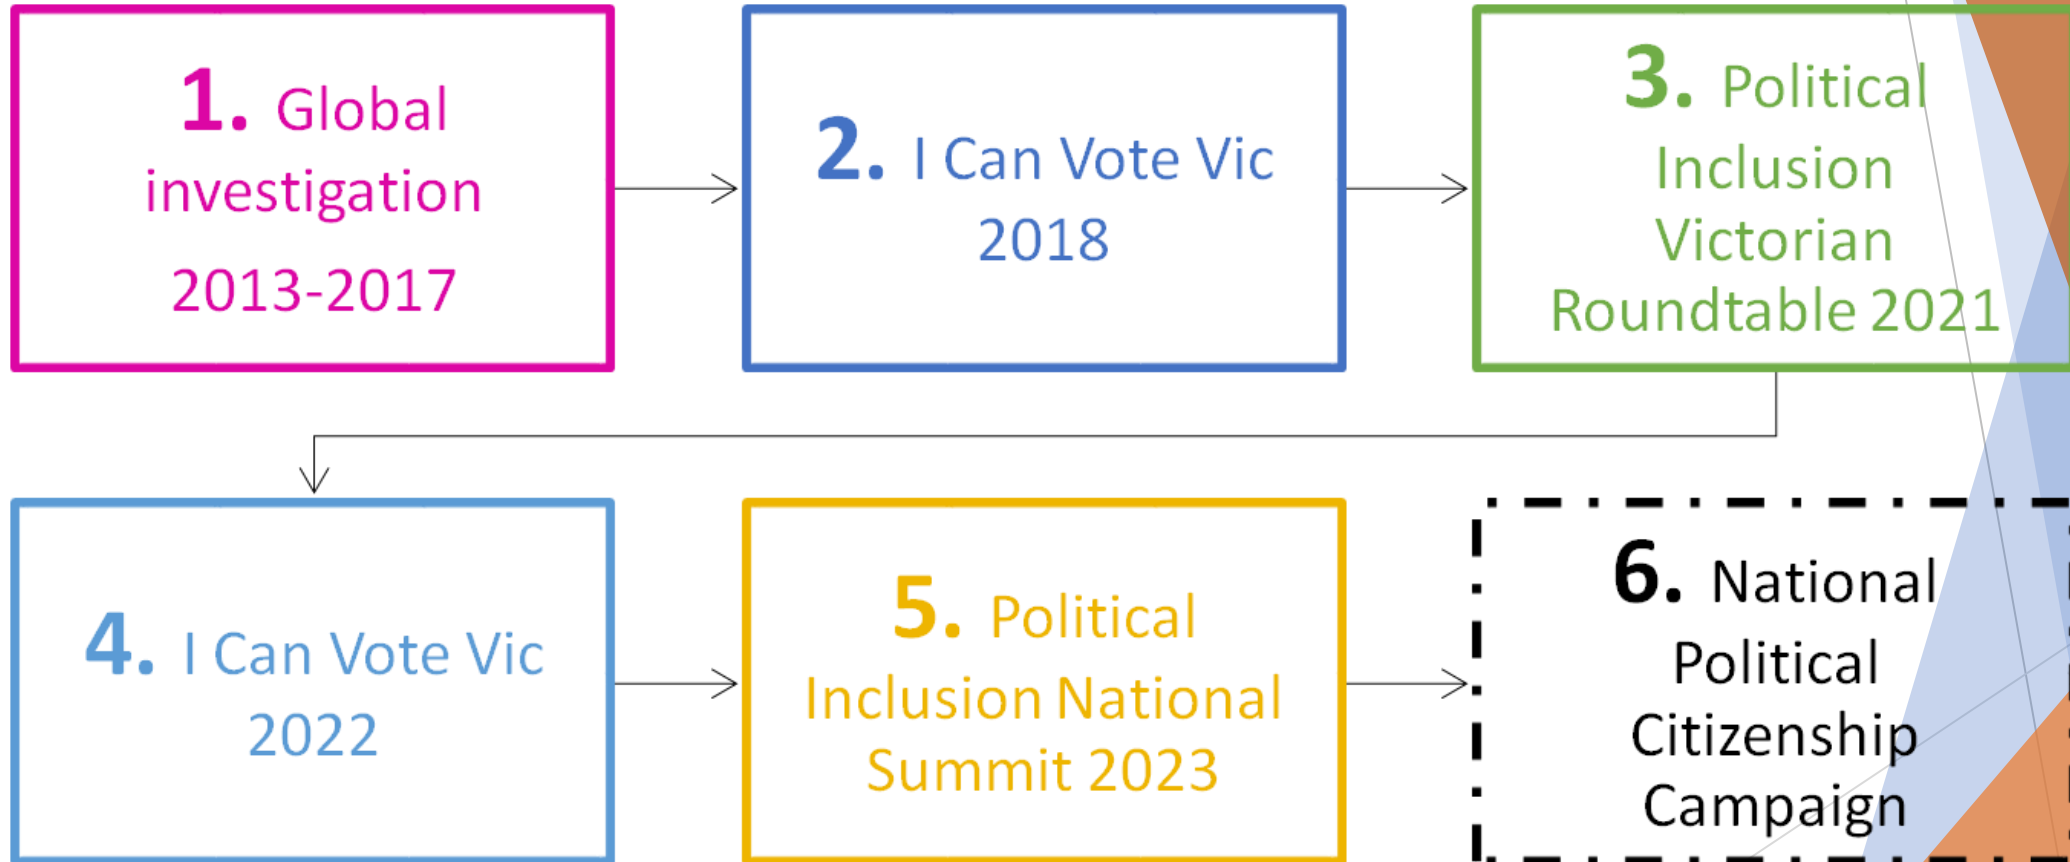 1. Global
investigation
2013-2017
2. I Can Vote Vic
2018
3. Political
Inclusion
Victorian
Roundtable 2021
4. I Can Vote Vic
2022
5. Political
Inclusion National
Summit 2023
6. National
Political
Citizenship
Campaign